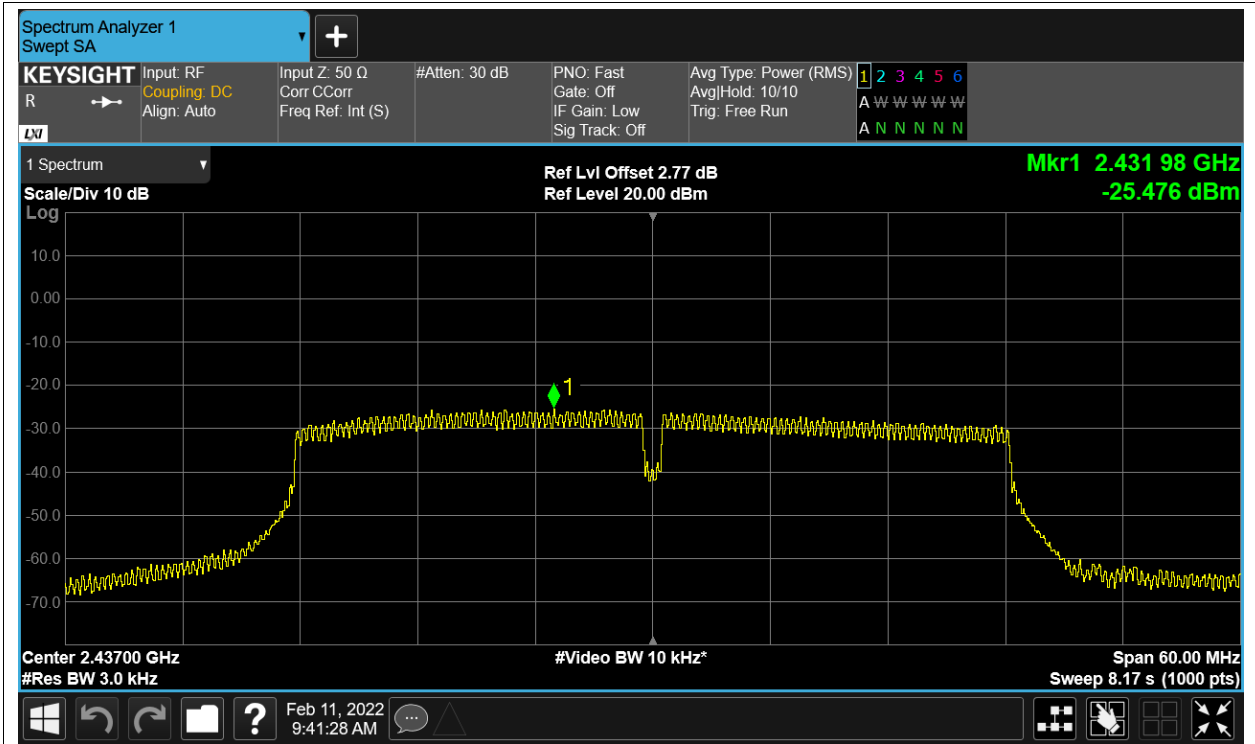 Spectrum Analyzer 1
Swept SA
+
KEYSIGHT
R
LXI
Input: RF
Coupling: DC
Align: Auto
Input Z: 50 Ω
Corr CCorr
Freq Ref: Int (S)
#Atten: 30 dB
PNO: Fast
Gate: Off
IF Gain: Low
Sig Track: Off
Avg Type: Power (RMS)
Avg|Hold: 10/10
Trig: Free Run
1 2 3 4 5 6
A W W W W W
A N N N N N
1 Spectrum
Scale/Div 10 dB
Log
Ref Lvl Offset 2.77 dB
Ref Level 20.00 dBm
Mkr1 2.431 98 GHz
-25.476 dBm
10.0
0.00
-10.0
-20.0
-30.0
-40.0
-50.0
-60.0
-70.0
1
Center 2.43700 GHz
#Res BW 3.0 kHz
#Video BW 10 kHz*
Span 60.00 MHz
Sweep 8.17 s (1000 pts)
?
Feb 11, 2022
9:41:28 AM